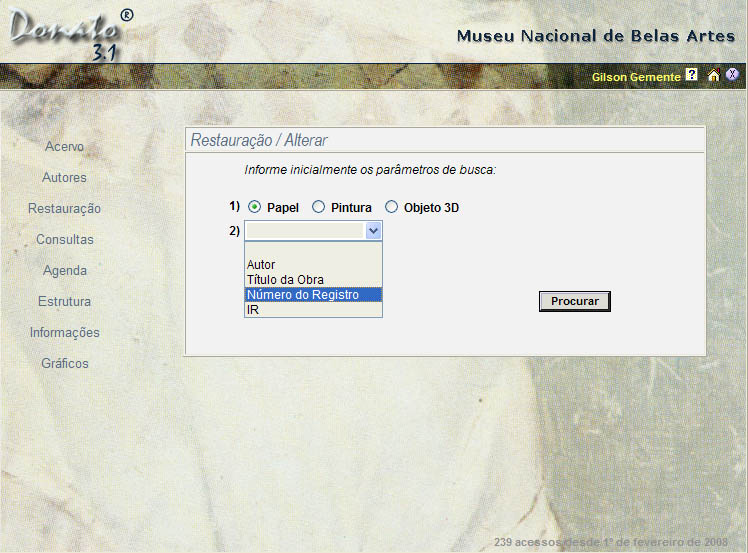 Donato ®
3.1
Museu Nacional de Belas Artes
Gilson Gemente ?
Acervo
Autores
Restauração
Consultas
Agenda
Estrutura
Informações
Gráficos
Restauração / Alterar
Informe inicialmente os parâmetros de busca:
1) Papel Pintura Objeto 3D
2)
Autor
Título da Obra
Número do Registro
IR
Procurar
239 acessos desde 1º de fevereiro de 2008